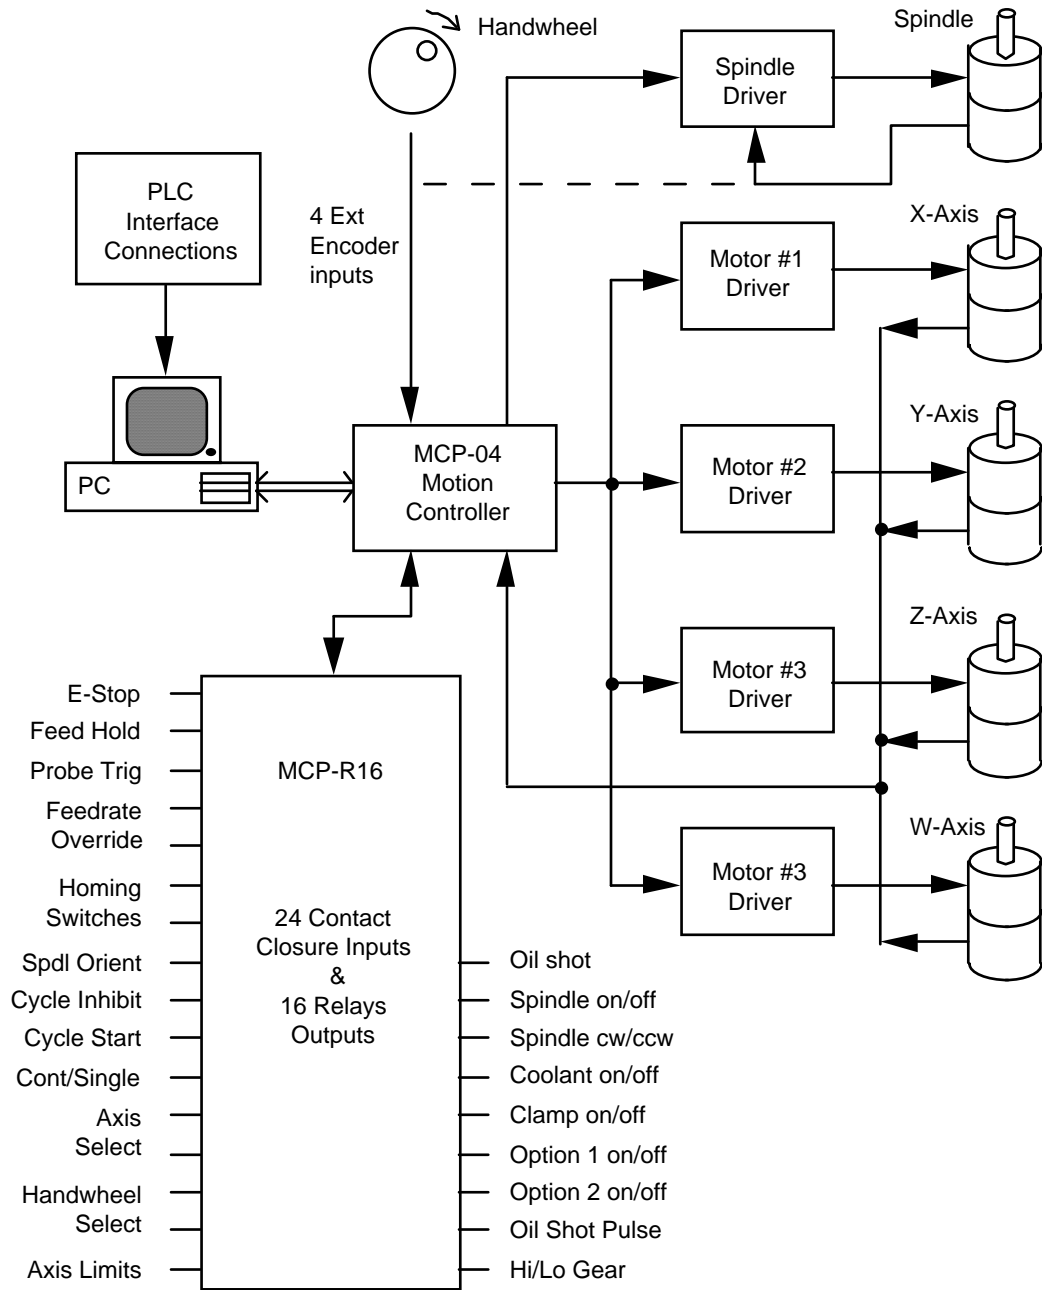 Handwheel
Spindle
Spindle
Driver
PLC
Interface
Connections
4 Ext
Encoder
inputs
X-Axis
Motor #1
Driver
Y-Axis
PC
MCP-04
Motion
Controller
Motor #2
Driver
Z-Axis
Motor #3
Driver
W-Axis
Motor #3
Driver
E-Stop
Feed Hold
Probe Trig
Feedrate
Override
Homing
Switches
Spdl Orient
Cycle Inhibit
Cycle Start
Cont/Single
Axis
Select
Handwheel
Select
Axis Limits
MCP-R16
24 Contact
Closure Inputs
&
16 Relays
Outputs
Oil shot
Spindle on/off
Spindle cw/ccw
Coolant on/off
Clamp on/off
Option 1 on/off
Option 2 on/off
Oil Shot Pulse
Hi/Lo Gear